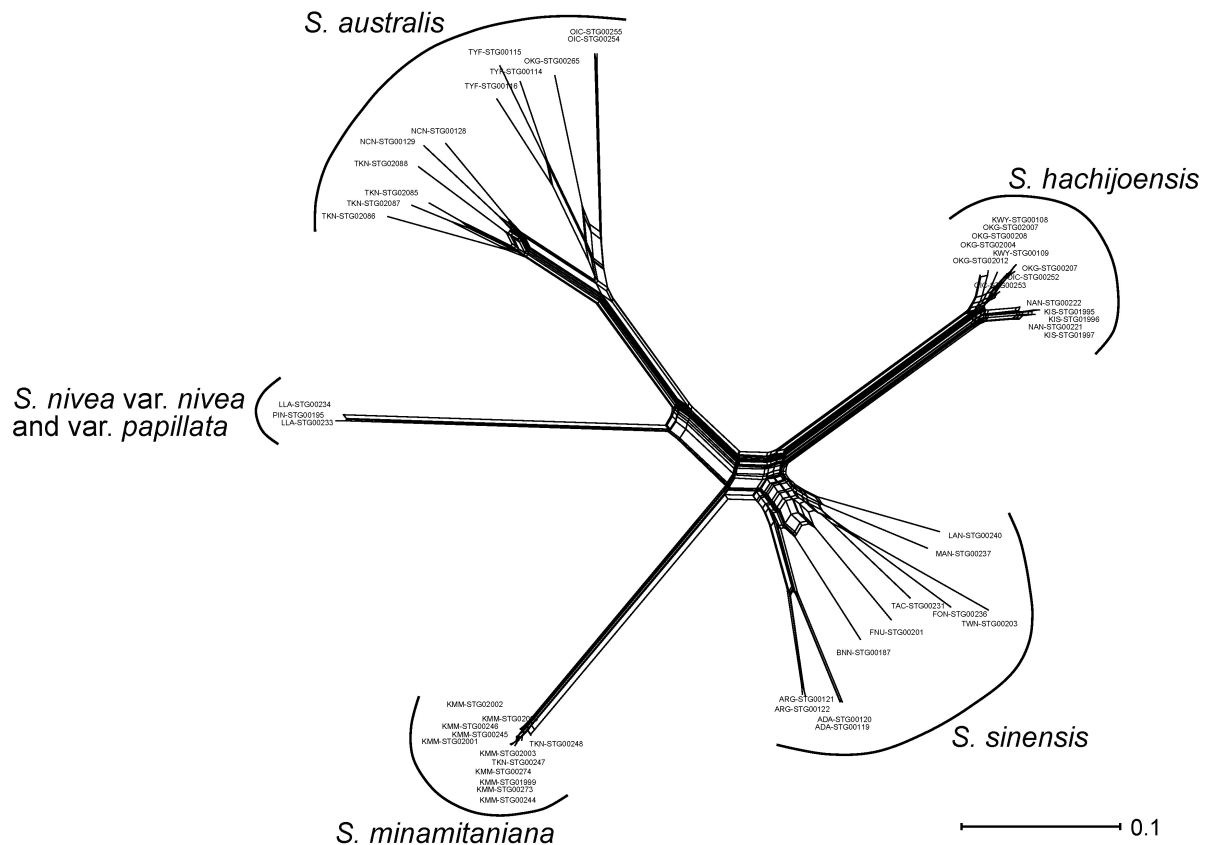 S. australis
OIC-STG00255
OIC-STG00254
TYF-STG00115
OKG-STG00265
TYF-STG00114
TYF-STG00116
NCN-STG00128
NCN-STG00129
TKN-STG02088
TKN-STG02085
TKN-STG02087
TKN-STG02086
S. hachijoensis
KWY-STG00108
OKG-STG02007
OKG-STG00208
OKG-STG02004
KWY-STG00109
OKG-STG02012
OKG-STG00207
OIC-STG00252
OIC-STG00253
NAN-STG00222
KIS-STG01995
KIS-STG01996
NAN-STG00221
KIS-STG01997
S. nivea var. nivea
and var. papillata
LLA-STG00234
PIN-STG00195
LLA-STG00233
LAN-STG00240
MAN-STG00237
TAC-STG00231
FON-STG00236
TWN-STG00203
FNU-STG00201
BNN-STG00187
ARG-STG00121
ARG-STG00122
ADA-STG00120
ADA-STG00119
S. sinensis
KMM-STG02002
KMM-STG00246
KMM-STG00245
KMM-STG02001
TKN-STG00248
KMM-STG02003
TKN-STG00247
KMM-STG00274
KMM-STG01999
KMM-STG00273
KMM-STG00244
S. minamitaniana
0.1